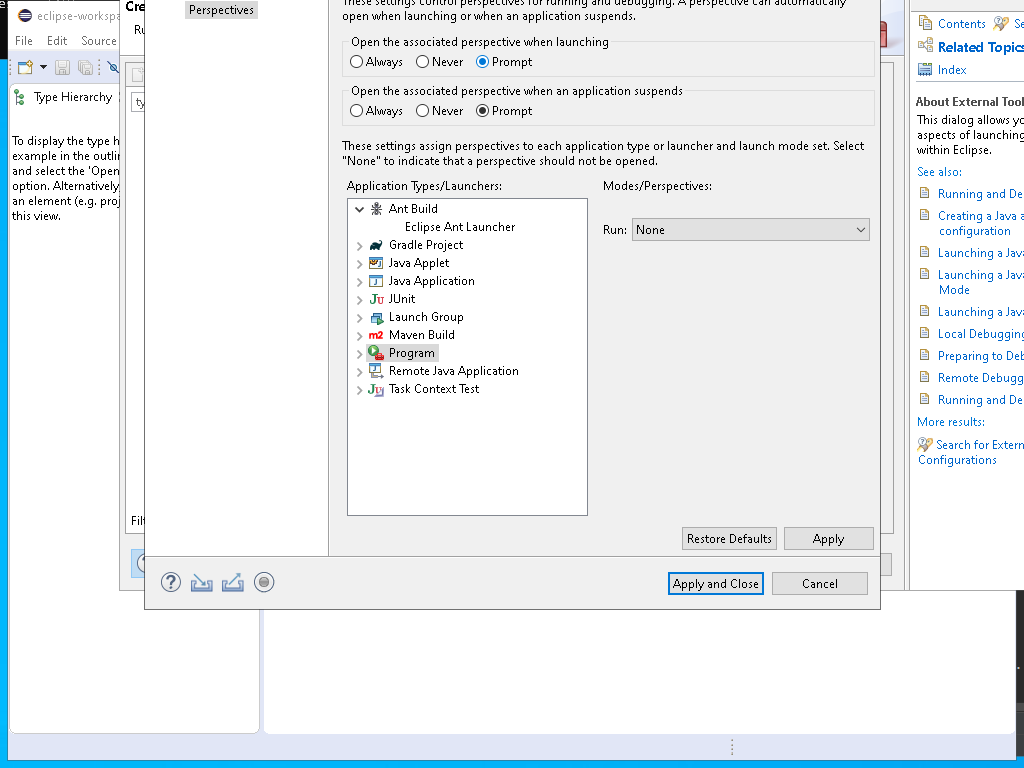 eclipse-workspa
File Edit Source
Type Hierarchy
To display the type h
example in the outli
and select the 'Open
option. Alternatively
an element (e.g. proj
this view.
Cre
Ru
ty
Filt
Perspectives
These settings control perspectives for running and debugging. A perspective can automatically
open when launching or when an application suspends.
Open the associated perspective when launching
Always Never Prompt
Open the associated perspective when an application suspends
Always Never Prompt
These settings assign perspectives to each application type or launcher and launch mode set. Select
"None" to indicate that a perspective should not be opened.
Application Types/Launchers:
Modes/Perspectives:
Ant Build
Eclipse Ant Launcher
Gradle Project
Java Applet
Java Application
JUnit
Launch Group
Maven Build
Program
Remote Java Application
Task Context Test
Run: None
Restore Defaults
Apply
Apply and Close
Cancel
Contents Se
Related Topics
Index
About External Tool
This dialog allows yo
aspects of launching
within Eclipse.
See also:
Running and De
Creating a Java a
configuration
Launching a Java
Launching a Java
Mode
Launching a Java
Local Debugging
Preparing to Deb
Remote Debugg
Running and De
More results:
Search for Extern
Configurations